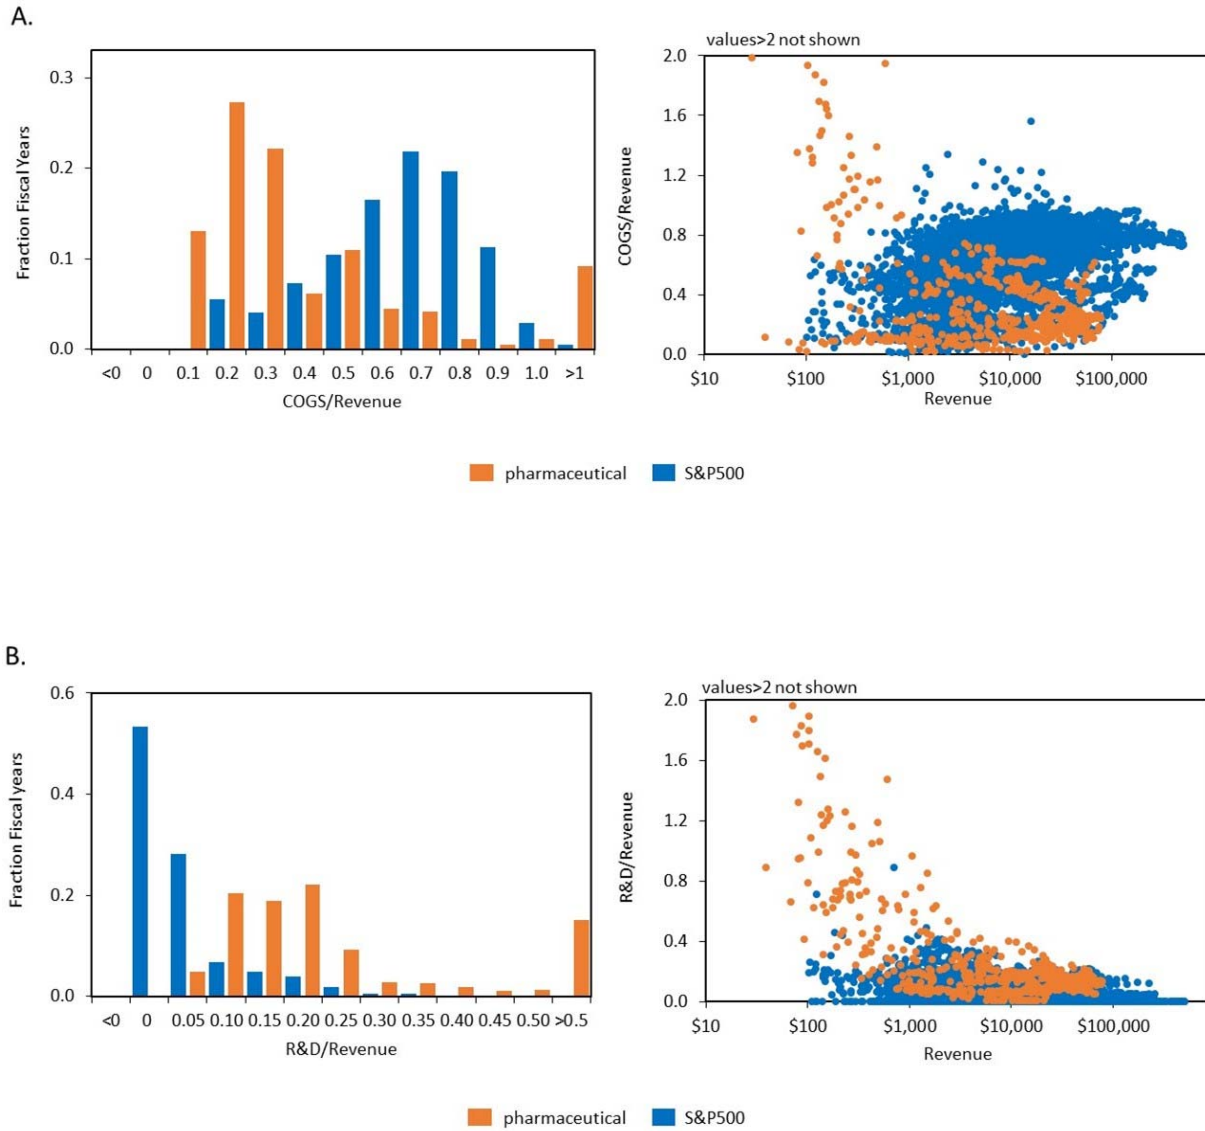 A.
values>2 not shown
Fraction Fiscal Years
0.3
0.2
0.1
0.0
<0 0 0.1 0.2 0.3 0.4 0.5 0.6 0.7 0.8 0.9 1.0 >1
COGS/Revenue
COGS/Revenue
2.0
1.6
1.2
0.8
0.4
0.0
$10 $100 $1,000 $10,000 $100,000
Revenue
pharmaceutical S&P500
B.
values>2 not shown
Fraction Fiscal years
0.6
0.4
0.2
0.0
<0 0 0.05 0.10 0.15 0.20 0.25 0.30 0.35 0.40 0.45 0.50 >0.5
R&D/Revenue
R&D/Revenue
2.0
1.6
1.2
0.8
0.4
0.0
$10 $100 $1,000 $10,000 $100,000
Revenue
pharmaceutical S&P500